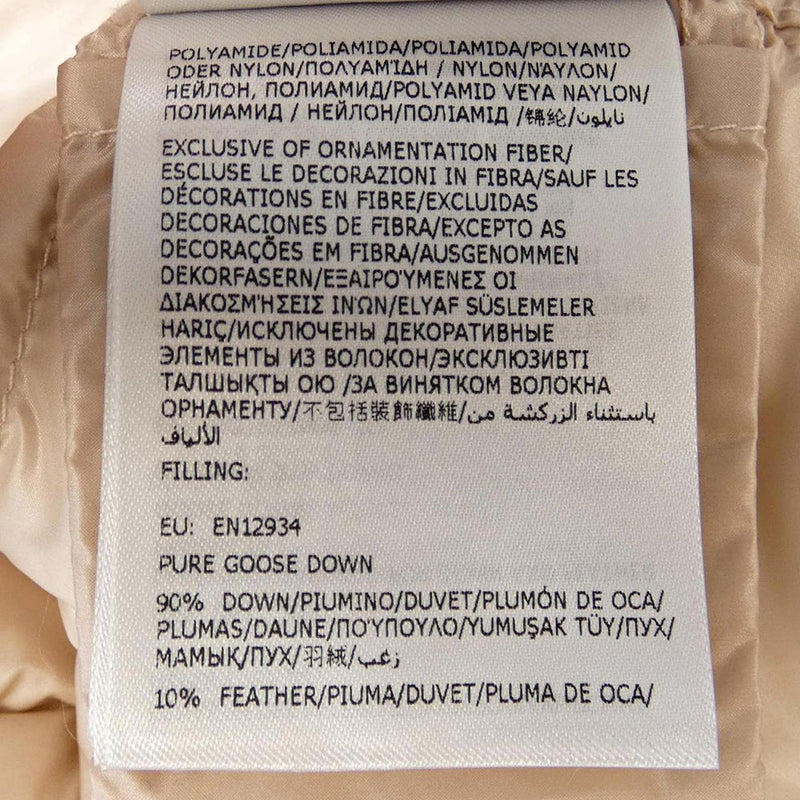 POLYAMIDE/POLIAMIDA/POLIAMIDA/POLYAMID
ODER NYLON/ΠΟΛΥΑΜΊΔΗ / NYLON/ΝΆΥΛΟΝ/
НЕЙЛОН, ПОЛИАМИД/POLYAMID VEYA NAYLON/
ПОЛИАМИД / НЕЙЛОН/ПОЛІАМІД /锦纶/نايلون
EXCLUSIVE OF ORNAMENTATION FIBER/
ESCLUSE LE DECORAZIONI IN FIBRA/SAUF LES
DÉCORATIONS EN FIBRE/EXCLUIDAS
DECORACIONES DE FIBRA/EXCEPTO AS
DECORAÇÕES EM FIBRA/AUSGENOMMEN
DEKORFASERN/ΕΞΑΙΡΟΎΜΕΝΕΣ ΟΙ
ΔΙΑΚΟΣΜΉΣΕΙΣ ΙΝΏΝ/ELYAF SÜSLEMELER
HARIÇ/ИСКЛЮЧЕНЫ ДЕКОРАТИВНЫЕ
ЭЛЕМЕНТЫ ИЗ ВОЛОКОН/ЭКСКЛЮЗИВТІ
ТАЛШЫҚТЫ ОЮ /ЗА ВИНЯТКОМ ВОЛОКНА
ОРНАМЕНТУ/不包括裝飾纖維/باستثناء الزركشة من
الألياف
FILLING:
EU: EN12934
PURE GOOSE DOWN
90% DOWN/PIUMINO/DUVET/PLUMÓN DE OCA/
PLUMAS/DAUNE/ΠΟΎΠΟΥΛΟ/YUMUŞAK TÜY/ПУХ/
МАМЫҚ/ПУХ/羽絨/زغب
10% FEATHER/PIUMA/DUVET/PLUMA DE OCA/